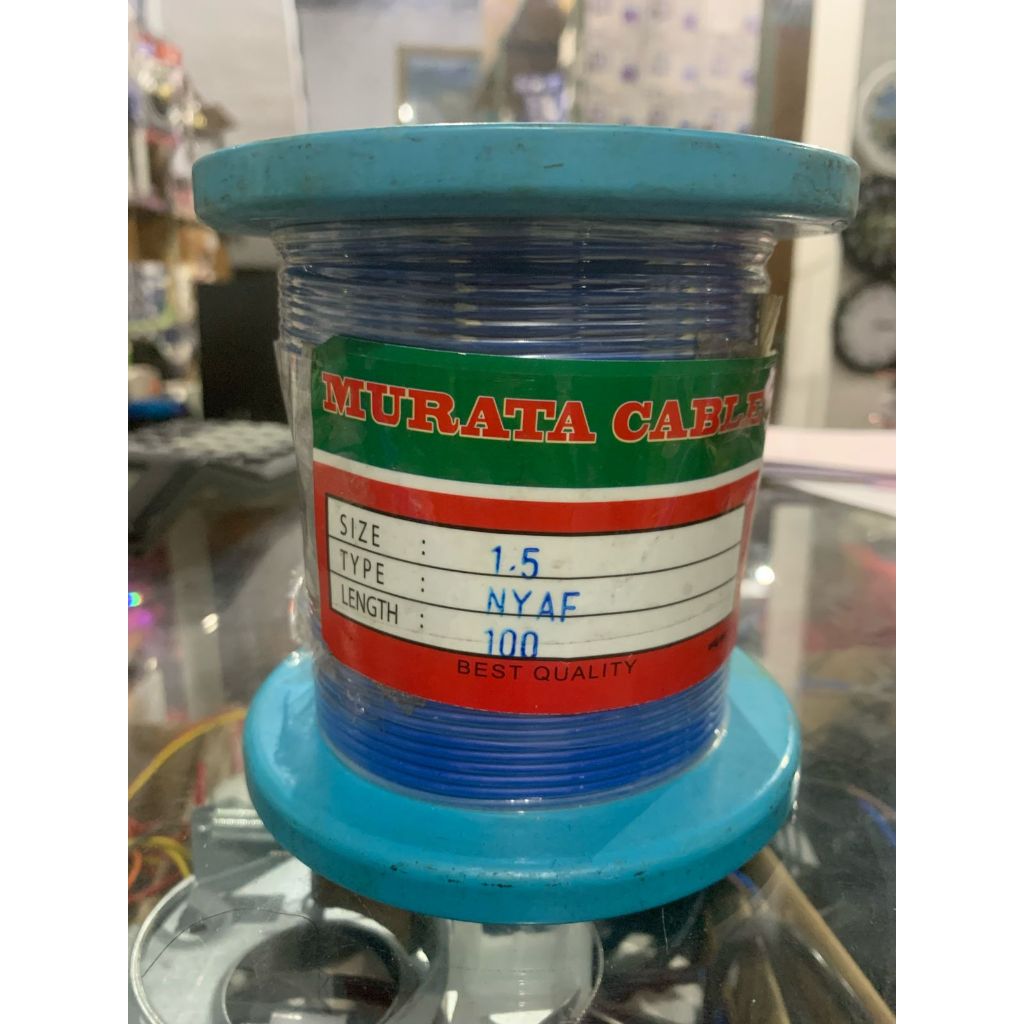 MURATA CABLE
SIZE : 1.5
TYPE : NYAF
LENGTH : 100
BEST QUALITY